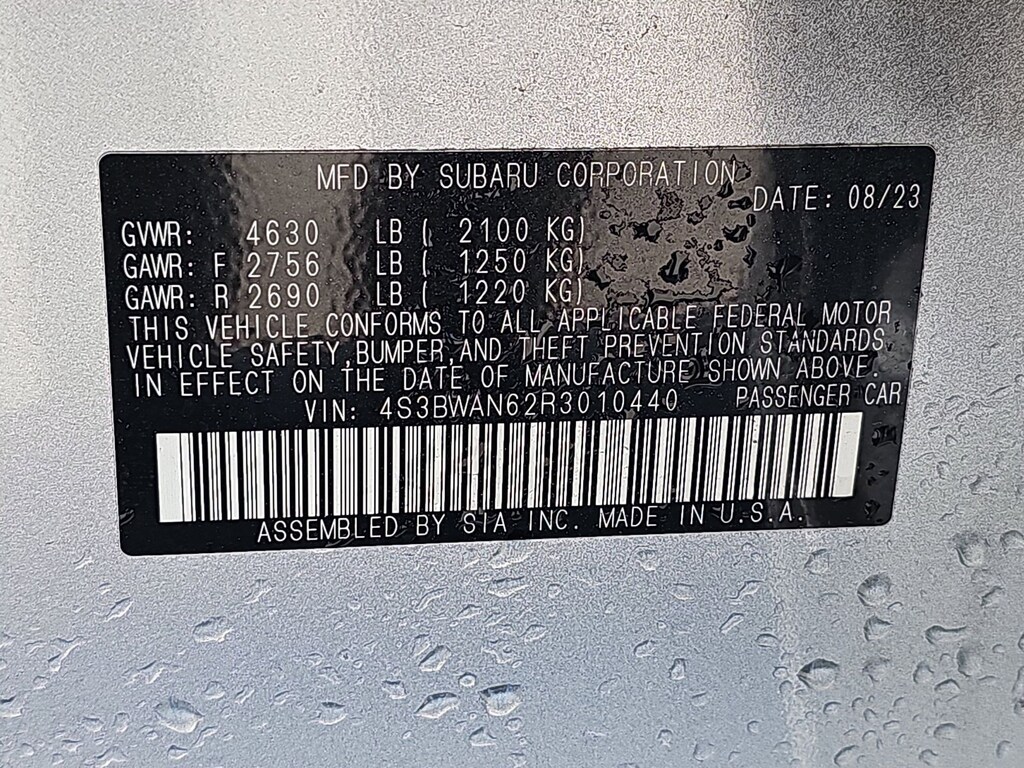 MFD BY SUBARU CORPORATION
DATE: 08/23
GVWR: 4630 LB ( 2100 KG)
GAWR: F 2756 LB ( 1250 KG)
GAWR: R 2690 LB ( 1220 KG)
THIS VEHICLE CONFORMS TO ALL APPLICABLE FEDERAL MOTOR
VEHICLE SAFETY,BUMPER,AND THEFT PREVENTION STANDARDS
IN EFFECT ON THE DATE OF MANUFACTURE SHOWN ABOVE.
VIN: 4S3BWAN62R3010440 PASSENGER CAR
ASSEMBLED BY SIA INC. MADE IN U.S.A.